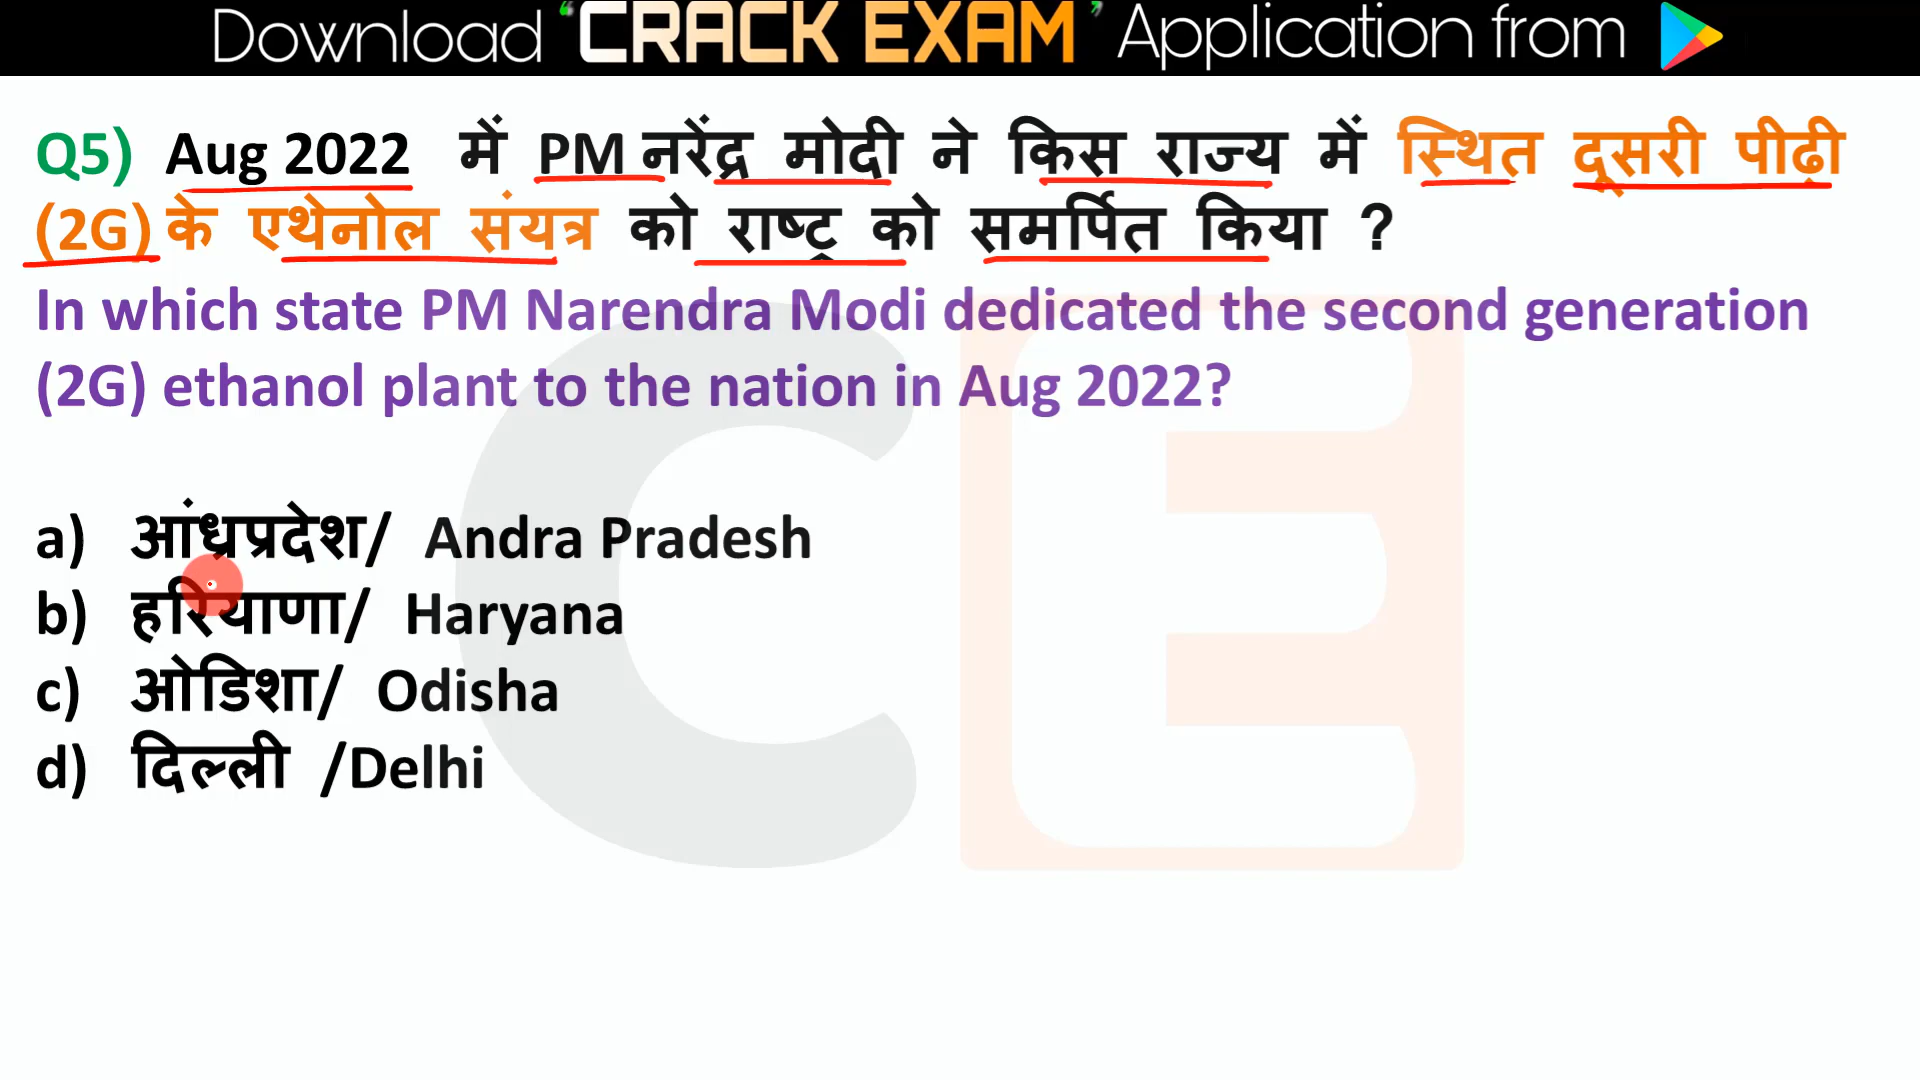 Download ‘CRACK EXAM’ Application from
Q5) Aug 2022 में PM नरेंद्र मोदी ने किस राज्य में स्थित दूसरी पीढ़ी
(2G) के एथेनोल संयत्र को राष्ट्र को समर्पित किया ?
In which state PM Narendra Modi dedicated the second generation
(2G) ethanol plant to the nation in Aug 2022?
a) आंध्रप्रदेश/ Andra Pradesh
b) हरियाणा/ Haryana
c) ओडिशा/ Odisha
d) दिल्ली /Delhi
CE